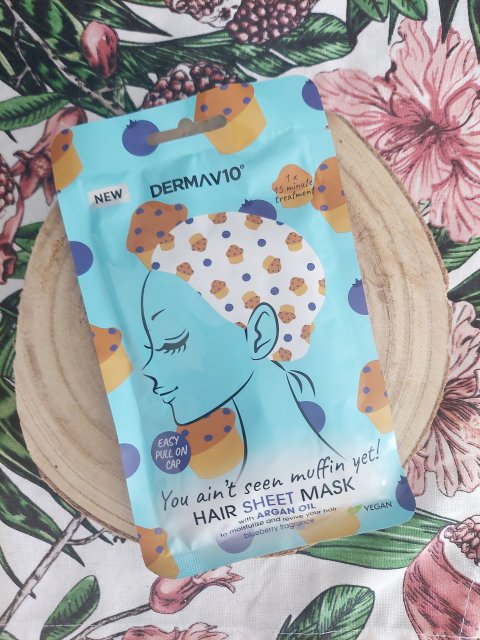 NEW
DERMAV10®
1 x
15 minute
treatment
EASY
PULL ON
CAP
You ain't seen muffin yet!
HAIR SHEET MASK
with ARGAN OIL
to moisturise and revive your hair
blueberry fragrance
VEGAN